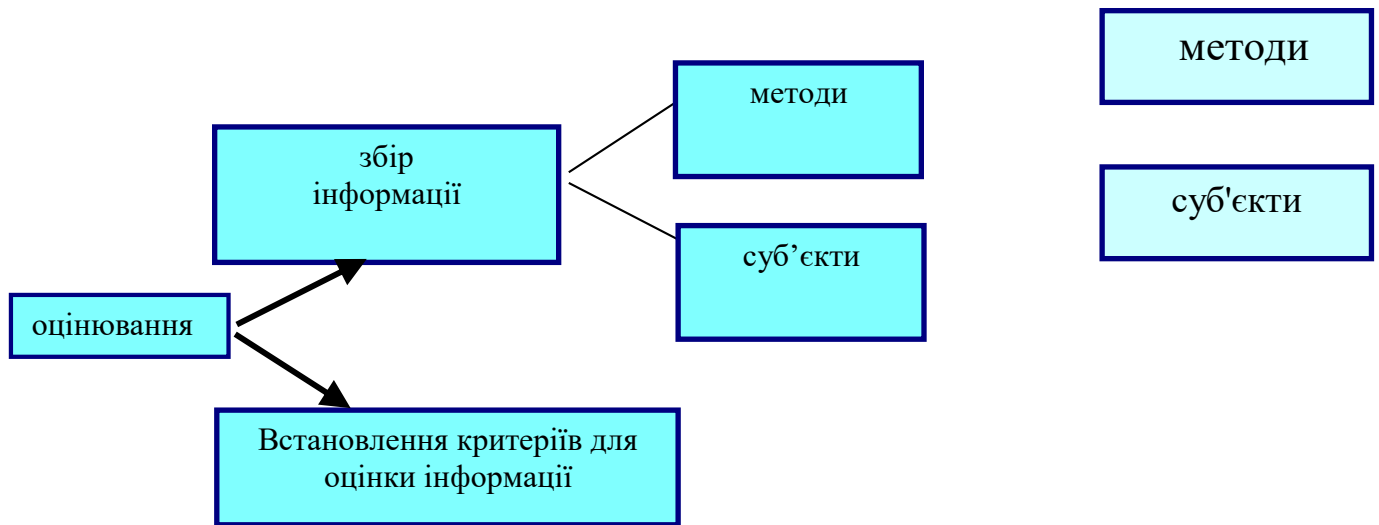 методи
методи
збір
інформації
суб'єкти
суб’єкти
оцінювання
Встановлення критеріїв для
оцінки інформації